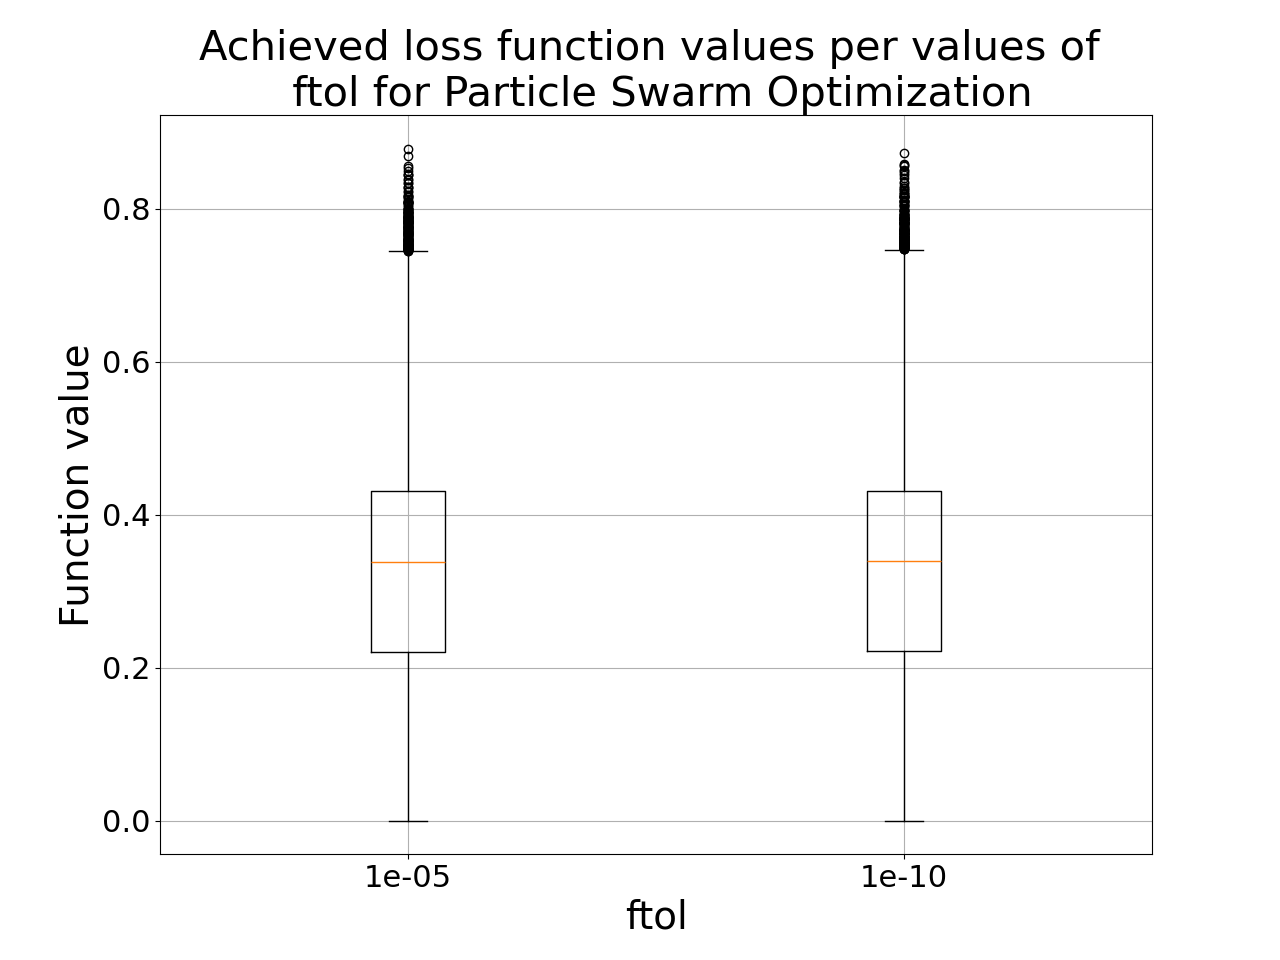 Achieved loss function values per values of
ftol for Particle Swarm Optimization
Function value
0.8
0.6
0.4
0.2
0.0
1e-05
1e-10
ftol